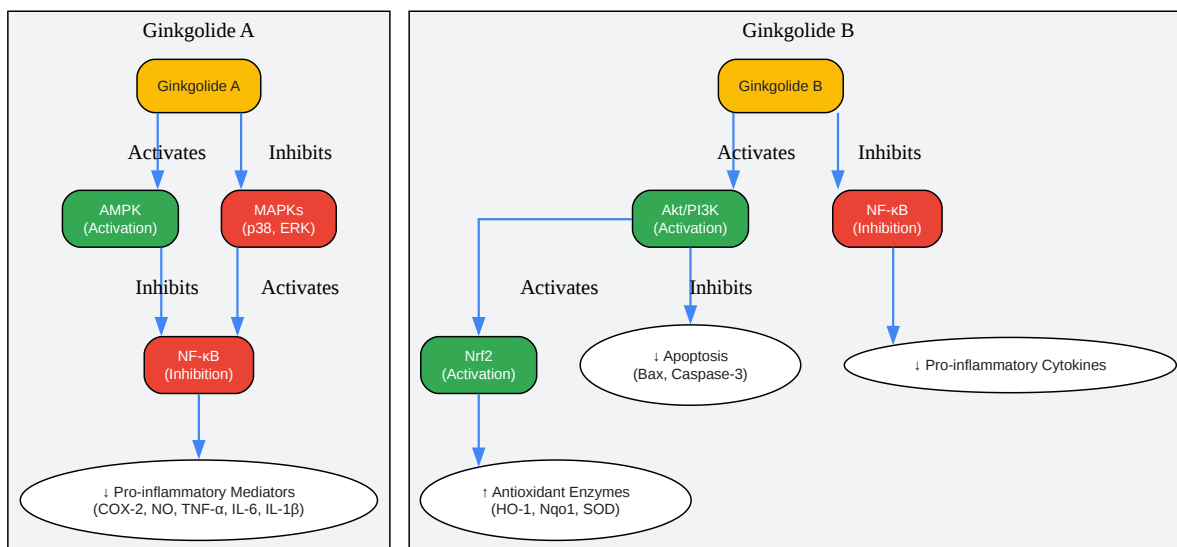 Ginkgolide A
Ginkgolide A
Activates
Inhibits
AMPK
(Activation)
MAPKs
(p38, ERK)
Inhibits
Activates
NF-κB
(Inhibition)
↓ Pro-inflammatory Mediators
(COX-2, NO, TNF-α, IL-6, IL-1β)
Ginkgolide B
Ginkgolide B
Activates
Inhibits
Akt/PI3K
(Activation)
NF-κB
(Inhibition)
Activates
Inhibits
Nrf2
(Activation)
↓ Apoptosis
(Bax, Caspase-3)
↓ Pro-inflammatory Cytokines
↑ Antioxidant Enzymes
(HO-1, Nqo1, SOD)